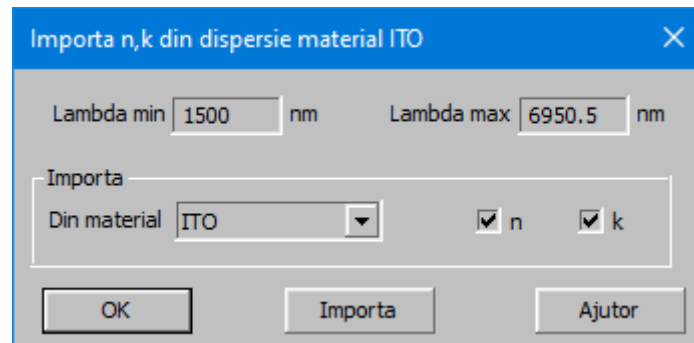 Importa n,k din dispersie material ITO
Lambda min 1500 nm Lambda max 6950.5 nm
Importa
Din material ITO n k
OK Importa Ajutor